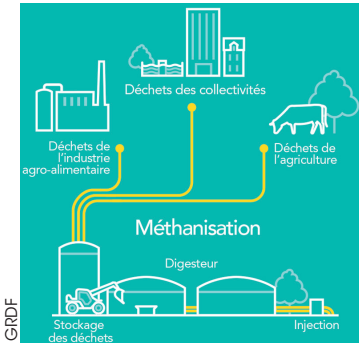 Déchets des collectivités
Déchets de
l'industrie
agro-alimentaire
Déchets de
l'agriculture
Méthanisation
Digesteur
Stockage
des déchets
Injection
GRDF